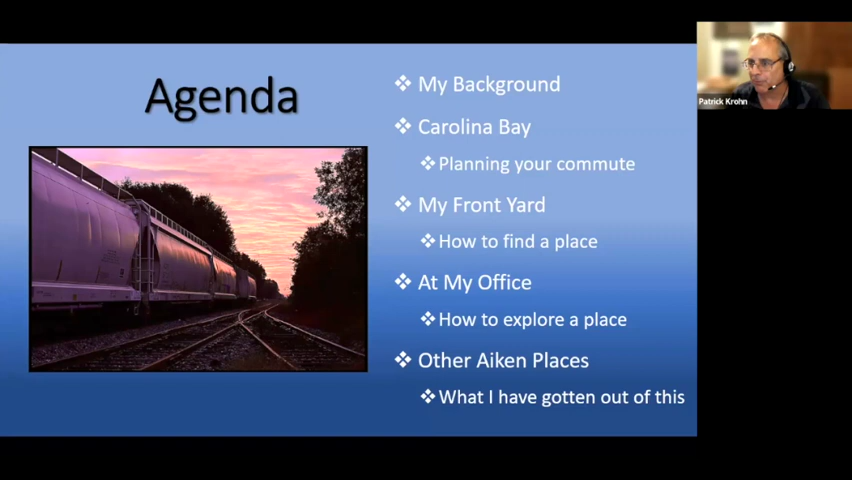 Agenda
❖ My Background
❖ Carolina Bay
❖Planning your commute
❖ My Front Yard
❖How to find a place
❖ At My Office
❖How to explore a place
❖ Other Aiken Places
❖What I have gotten out of this
Patrick Krohn